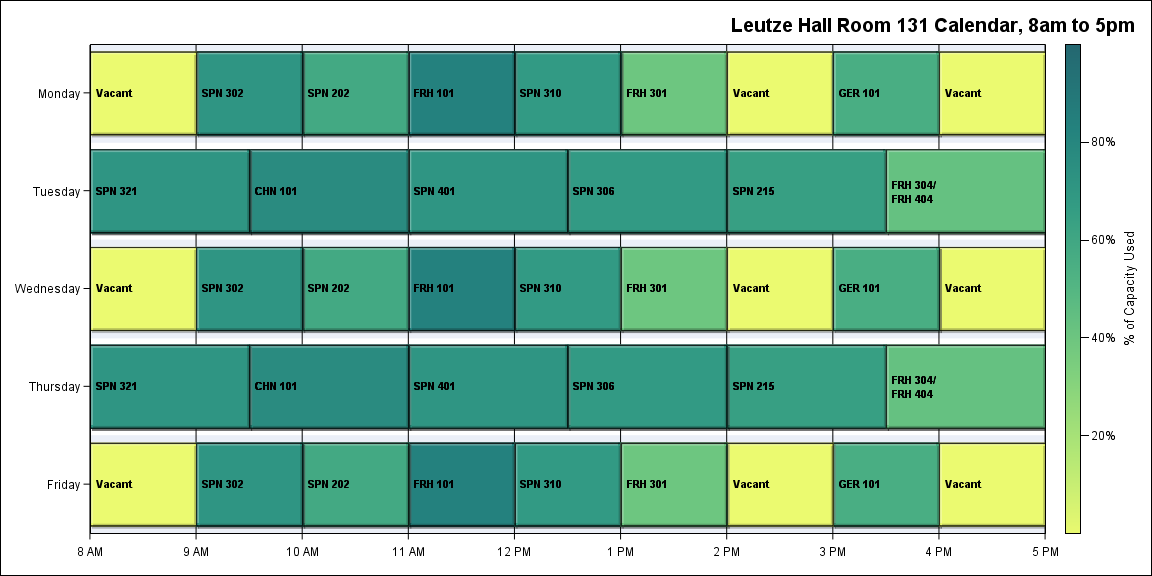 Leutze Hall Room 131 Calendar, 8am to 5pm
Monday
Vacant
SPN 302
SPN 202
FRH 101
SPN 310
FRH 301
Vacant
GER 101
Vacant
Tuesday
SPN 321
CHN 101
SPN 401
SPN 306
SPN 215
FRH 304/
FRH 404
Wednesday
Vacant
SPN 302
SPN 202
FRH 101
SPN 310
FRH 301
Vacant
GER 101
Vacant
Thursday
SPN 321
CHN 101
SPN 401
SPN 306
SPN 215
FRH 304/
FRH 404
Friday
Vacant
SPN 302
SPN 202
FRH 101
SPN 310
FRH 301
Vacant
GER 101
Vacant
8 AM
9 AM
10 AM
11 AM
12 PM
1 PM
2 PM
3 PM
4 PM
5 PM
80%
60%
40%
20%
% of Capacity Used